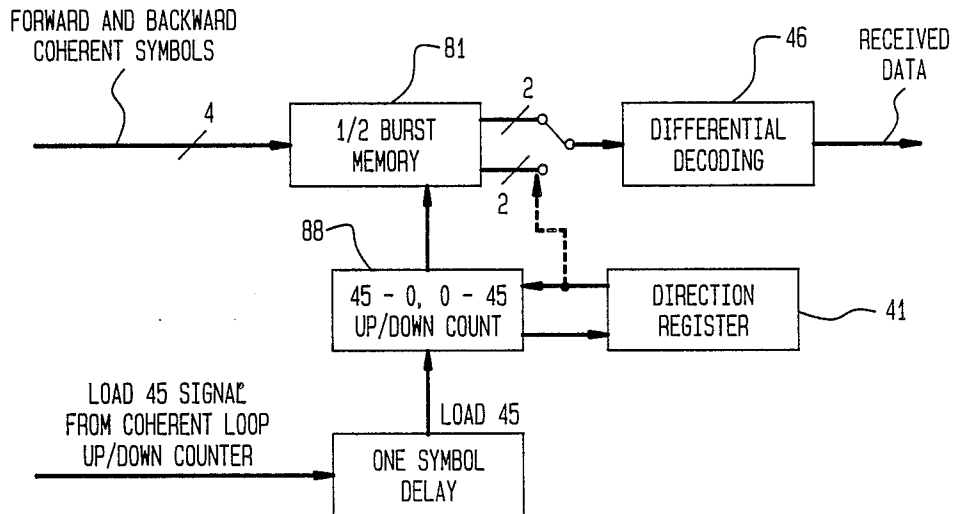 FORWARD AND BACKWARD
COHERENT SYMBOLS
4
81
1/2 BURST
MEMORY
2
2
46
DIFFERENTIAL
DECODING
RECEIVED
DATA
88
45 - 0, 0 - 45
UP/DOWN COUNT
DIRECTION
REGISTER
41
LOAD 45 SIGNAL
FROM COHERENT LOOP
UP/DOWN COUNTER
LOAD 45
ONE SYMBOL
DELAY